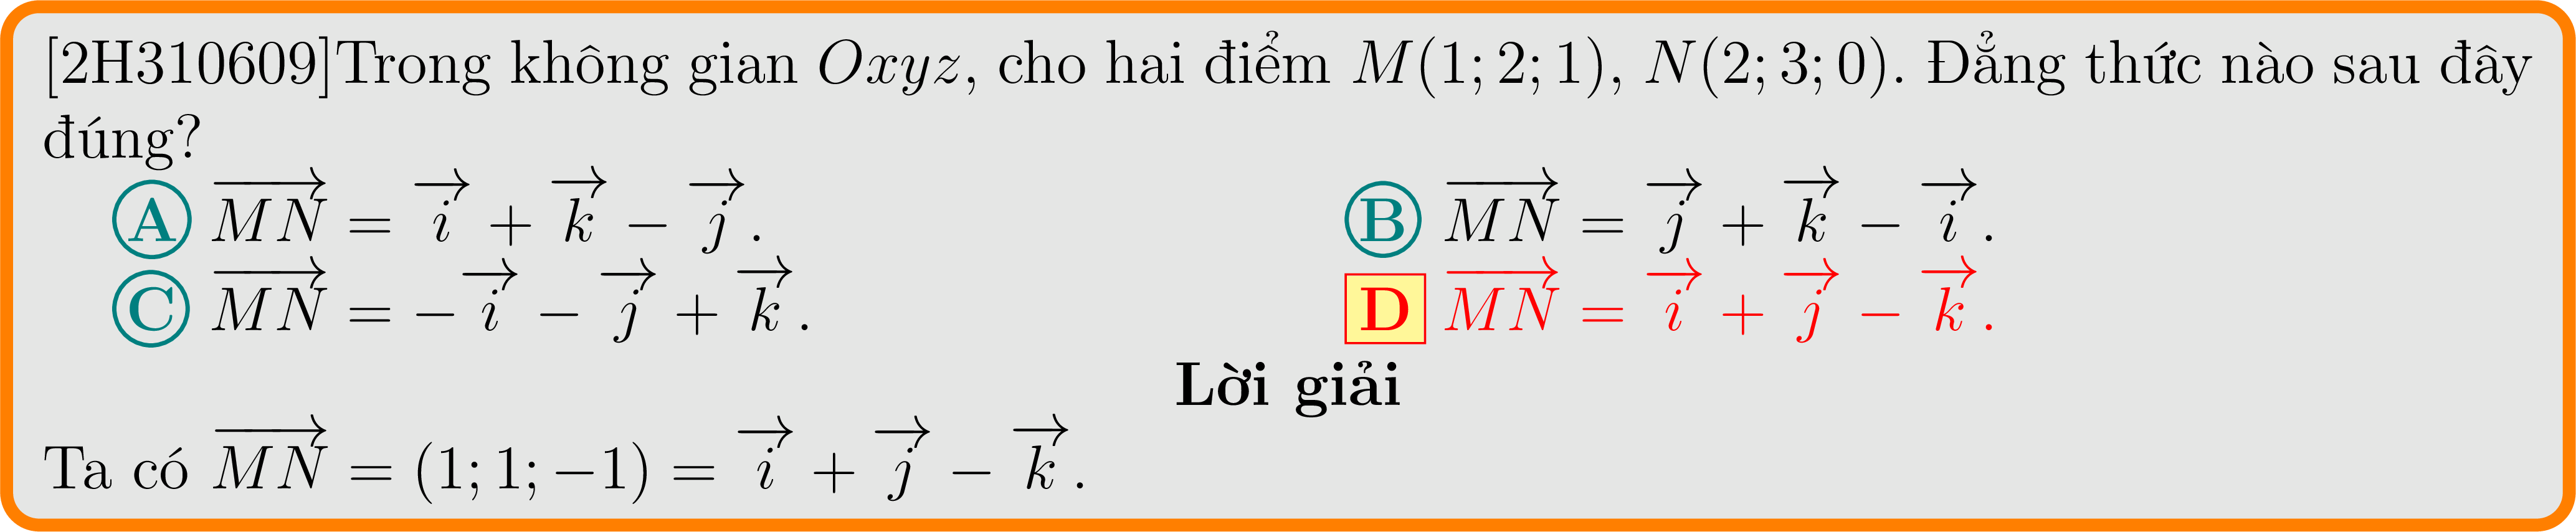 [2H310609]Trong không gian Oxyz, cho hai điểm M(1; 2; 1), N(2; 3; 0). Đẳng thức nào sau đây
đúng?
A $\overrightarrow{MN} = \overrightarrow{i} + \overrightarrow{k} - \overrightarrow{j}$. B $\overrightarrow{MN} = \overrightarrow{j} + \overrightarrow{k} - \overrightarrow{i}$.
C $\overrightarrow{MN} = -\overrightarrow{i} - \overrightarrow{j} + \overrightarrow{k}$. D $\overrightarrow{MN} = \overrightarrow{i} + \overrightarrow{j} - \overrightarrow{k}$.
Lời giải
Ta có $\overrightarrow{MN} = (1; 1; -1) = \overrightarrow{i} + \overrightarrow{j} - \overrightarrow{k}$.